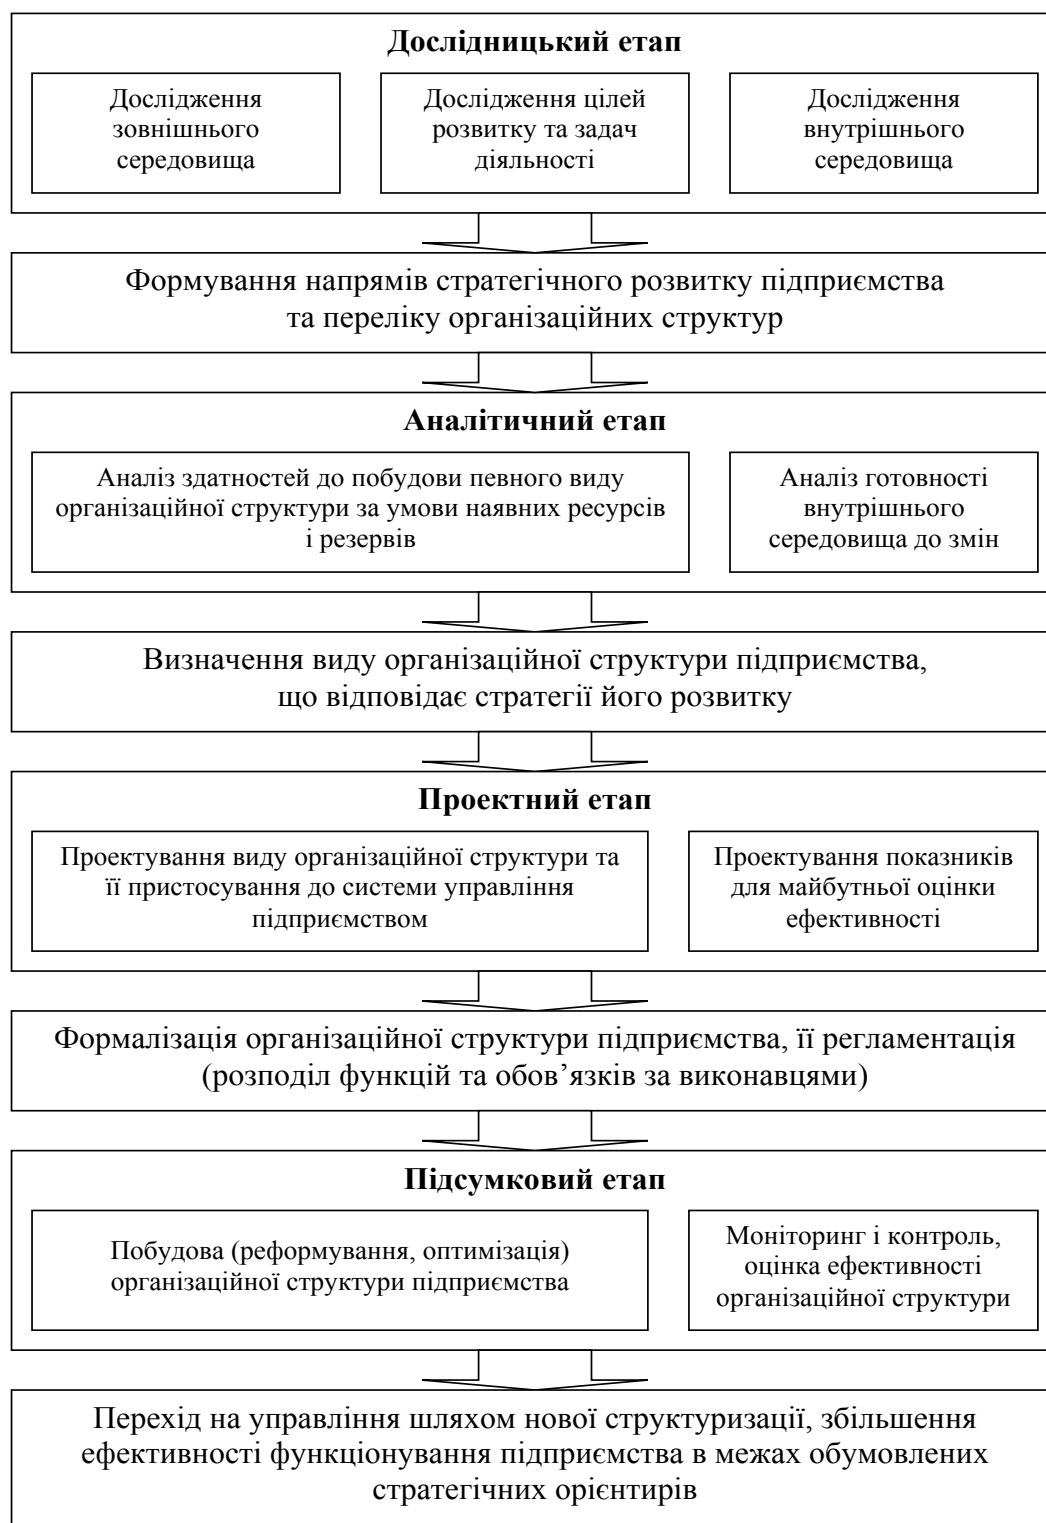 Дослідницький етап
Дослідження
зовнішнього
середовища
Дослідження цілей
розвитку та задач
діяльності
Дослідження
внутрішнього
середовища
Формування напрямів стратегічного розвитку підприємства
та переліку організаційних структур
Аналітичний етап
Аналіз здатностей до побудови певного виду
організаційної структури за умови наявних ресурсів
і резервів
Аналіз готовності
внутрішнього
середовища до змін
Визначення виду організаційної структури підприємства,
що відповідає стратегії його розвитку
Проектний етап
Проектування виду організаційної структури та
її пристосування до системи управління
підприємством
Проектування показників
для майбутньої оцінки
ефективності
Формалізація організаційної структури підприємства, її регламентація
(розподіл функцій та обов’язків за виконавцями)
Підсумковий етап
Побудова (реформування, оптимізація)
організаційної структури підприємства
Моніторинг і контроль,
оцінка ефективності
організаційної структури
Перехід на управління шляхом нової структуризації, збільшення
ефективності функціонування підприємства в межах обумовлених
стратегічних орієнтирів